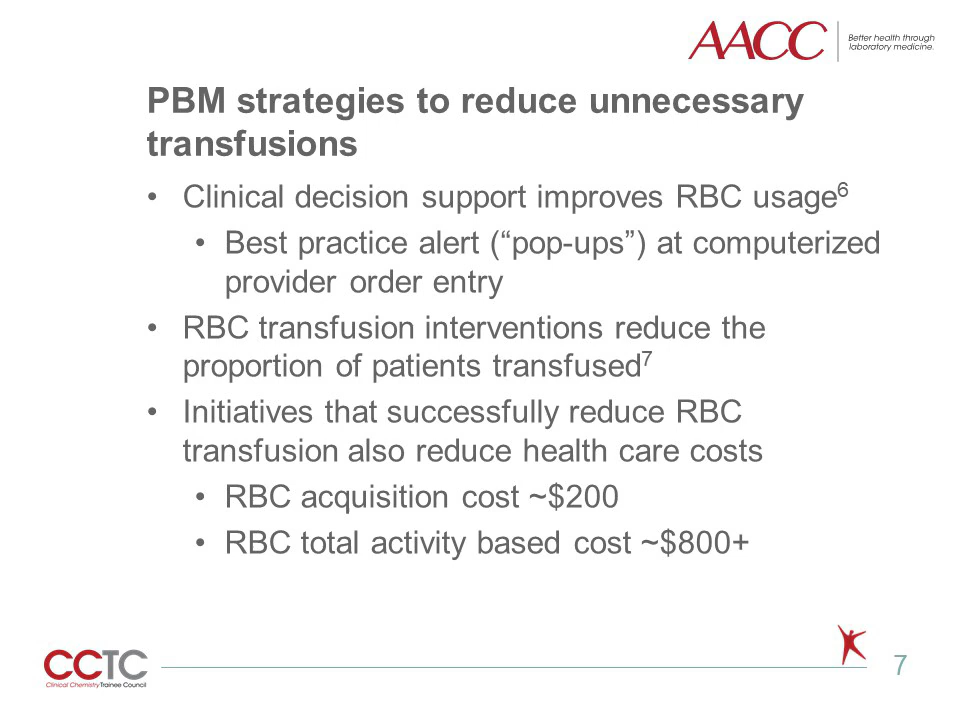 AACC
Better health through
laboratory medicine.
PBM strategies to reduce unnecessary
transfusions
• Clinical decision support improves RBC usage⁶
• Best practice alert (“pop-ups”) at computerized
provider order entry
• RBC transfusion interventions reduce the
proportion of patients transfused⁷
• Initiatives that successfully reduce RBC
transfusion also reduce health care costs
• RBC acquisition cost ~$200
• RBC total activity based cost ~$800+
CCTC
Clinical Chemistry Trainee Council
7